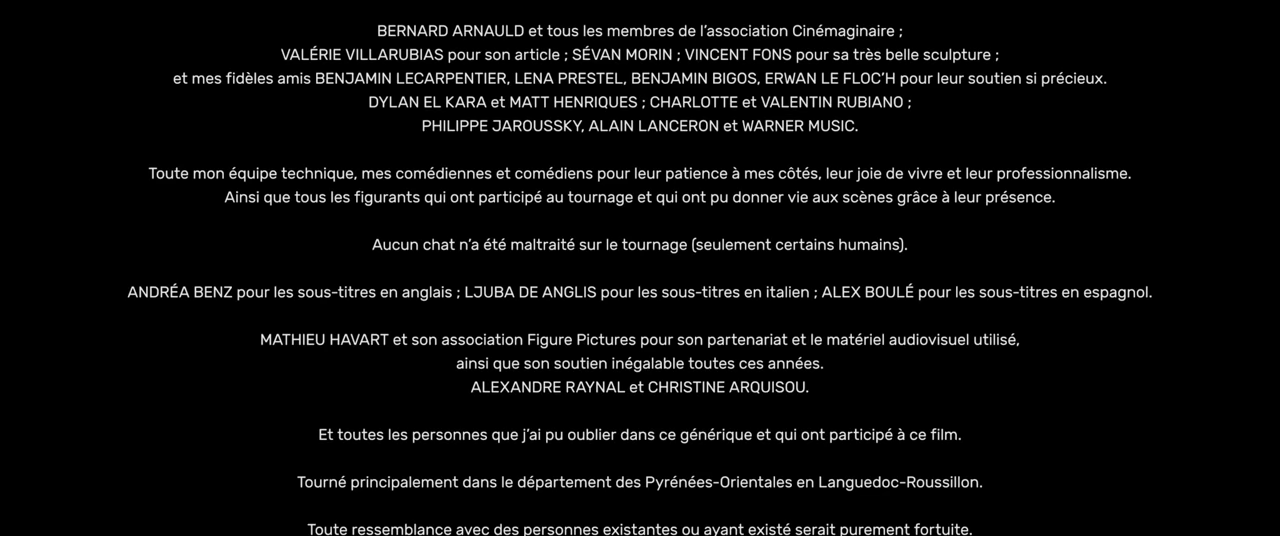 BERNARD ARNAULD et tous les membres de l’association Cinémaginaire ;
VALÉRIE VILLARUBIAS pour son article ; SÉVAN MORIN ; VINCENT FONS pour sa très belle sculpture ;
et mes fidèles amis BENJAMIN LECARPENTIER, LENA PRESTEL, BENJAMIN BIGOS, ERWAN LE FLOC’H pour leur soutien si précieux.
DYLAN EL KARA et MATT HENRIQUES ; CHARLOTTE et VALENTIN RUBIANO ;
PHILIPPE JAROUSSKY, ALAIN LANCERON et WARNER MUSIC.
Toute mon équipe technique, mes comédiennes et comédiens pour leur patience à mes côtés, leur joie de vivre et leur professionnalisme.
Ainsi que tous les figurants qui ont participé au tournage et qui ont pu donner vie aux scènes grâce à leur présence.
Aucun chat n’a été maltraité sur le tournage (seulement certains humains).
ANDRÉA BENZ pour les sous-titres en anglais ; LJUBA DE ANGLIS pour les sous-titres en italien ; ALEX BOULÉ pour les sous-titres en espagnol.
MATHIEU HAVART et son association Figure Pictures pour son partenariat et le matériel audiovisuel utilisé,
ainsi que son soutien inégalable toutes ces années.
ALEXANDRE RAYNAL et CHRISTINE ARQUISOU.
Et toutes les personnes que j’ai pu oublier dans ce générique et qui ont participé à ce film.
Tourné principalement dans le département des Pyrénées-Orientales en Languedoc-Roussillon.
Toute ressemblance avec des personnes existantes ou ayant existé serait purement fortuite.